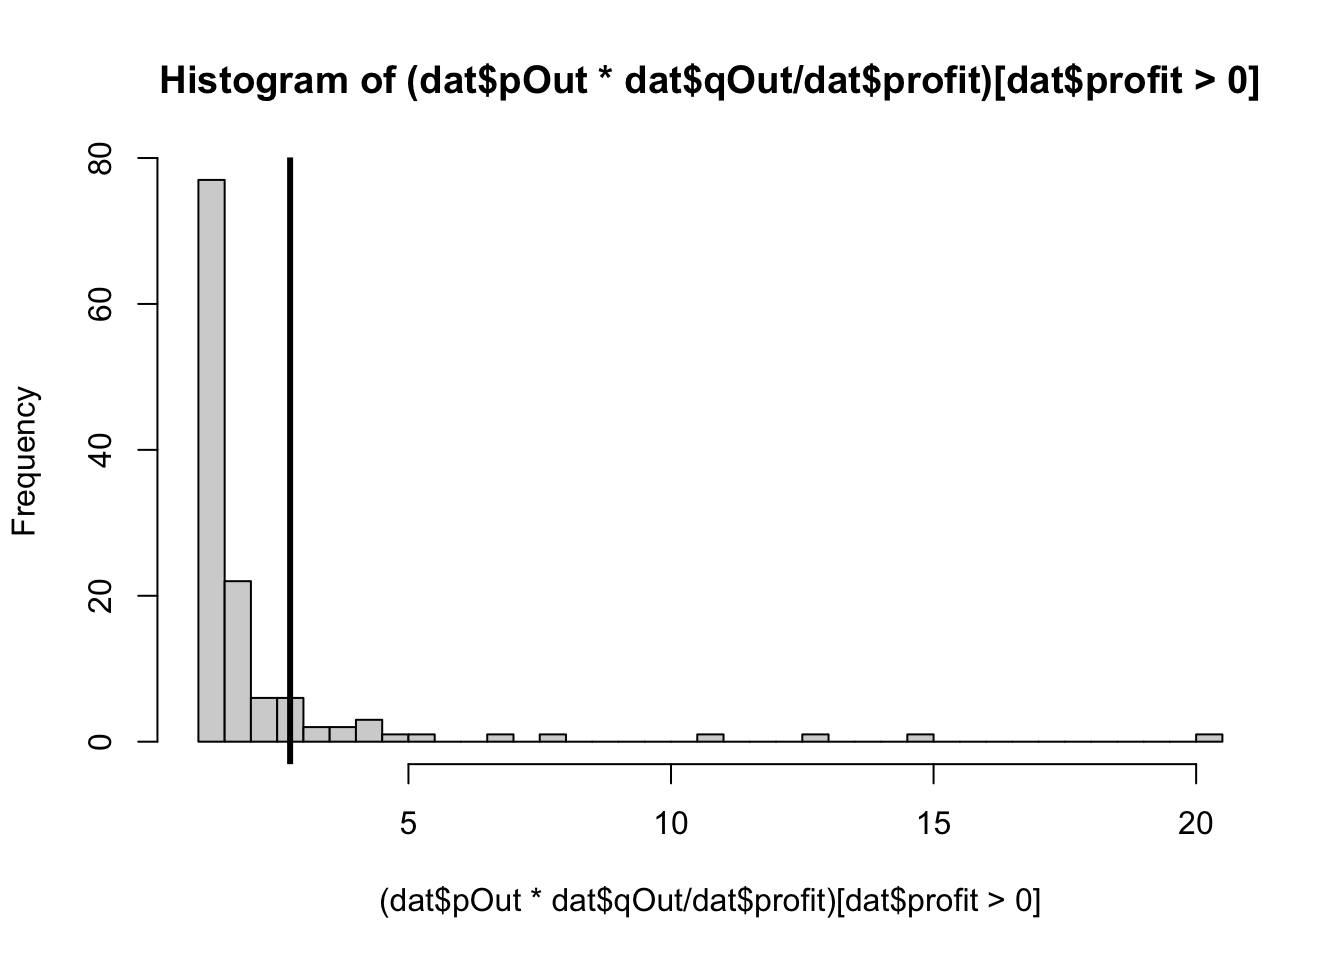 Histogram of (dat$pOut * dat$qOut/dat$profit)[dat$profit > 0]
80
60
40
20
0
Frequency
5 10 15 20
(dat$pOut * dat$qOut/dat$profit)[dat$profit > 0]